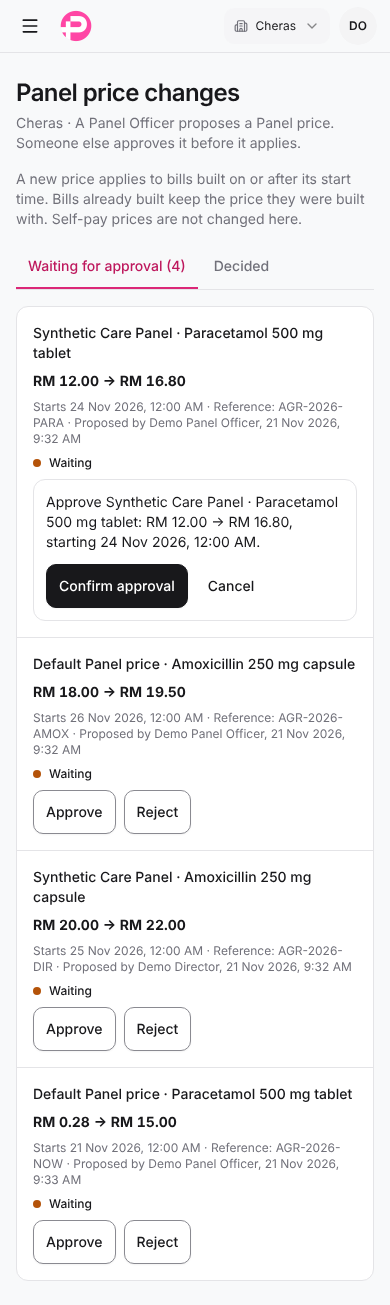 Cheras
DO
Panel price changes
Cheras · A Panel Officer proposes a Panel price.
Someone else approves it before it applies.
A new price applies to bills built on or after its start
time. Bills already built keep the price they were built
with. Self-pay prices are not changed here.
Waiting for approval (4)
Decided
Synthetic Care Panel · Paracetamol 500 mg
tablet
RM 12.00 → RM 16.80
Starts 24 Nov 2026, 12:00 AM · Reference: AGR-2026-
PARA · Proposed by Demo Panel Officer, 21 Nov 2026,
9:32 AM
Waiting
Approve Synthetic Care Panel · Paracetamol
500 mg tablet: RM 12.00 → RM 16.80,
starting 24 Nov 2026, 12:00 AM.
Confirm approval
Cancel
Default Panel price · Amoxicillin 250 mg capsule
RM 18.00 → RM 19.50
Starts 26 Nov 2026, 12:00 AM · Reference: AGR-2026-
AMOX · Proposed by Demo Panel Officer, 21 Nov 2026,
9:32 AM
Waiting
Approve
Reject
Synthetic Care Panel · Amoxicillin 250 mg
capsule
RM 20.00 → RM 22.00
Starts 25 Nov 2026, 12:00 AM · Reference: AGR-2026-
DIR · Proposed by Demo Director, 21 Nov 2026, 9:32 AM
Waiting
Approve
Reject
Default Panel price · Paracetamol 500 mg tablet
RM 0.28 → RM 15.00
Starts 21 Nov 2026, 12:00 AM · Reference: AGR-2026-
NOW · Proposed by Demo Panel Officer, 21 Nov 2026,
9:33 AM
Waiting
Approve
Reject